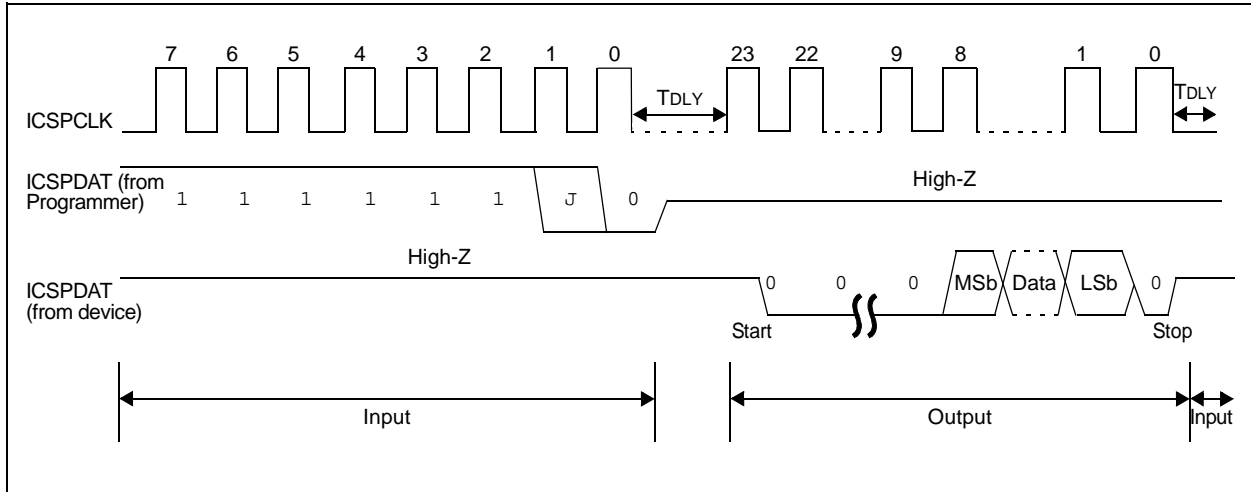 7 6 5 4 3 2 1 0 23 22 9 8 1 0
TDLY TDLY
ICSPCLK
ICSPDAT (from
Programmer)
1 1 1 1 1 1 J 0
High-Z
High-Z
ICSPDAT
(from device)
0 0 0 MSb Data LSb 0
Start Stop
Input Output Input